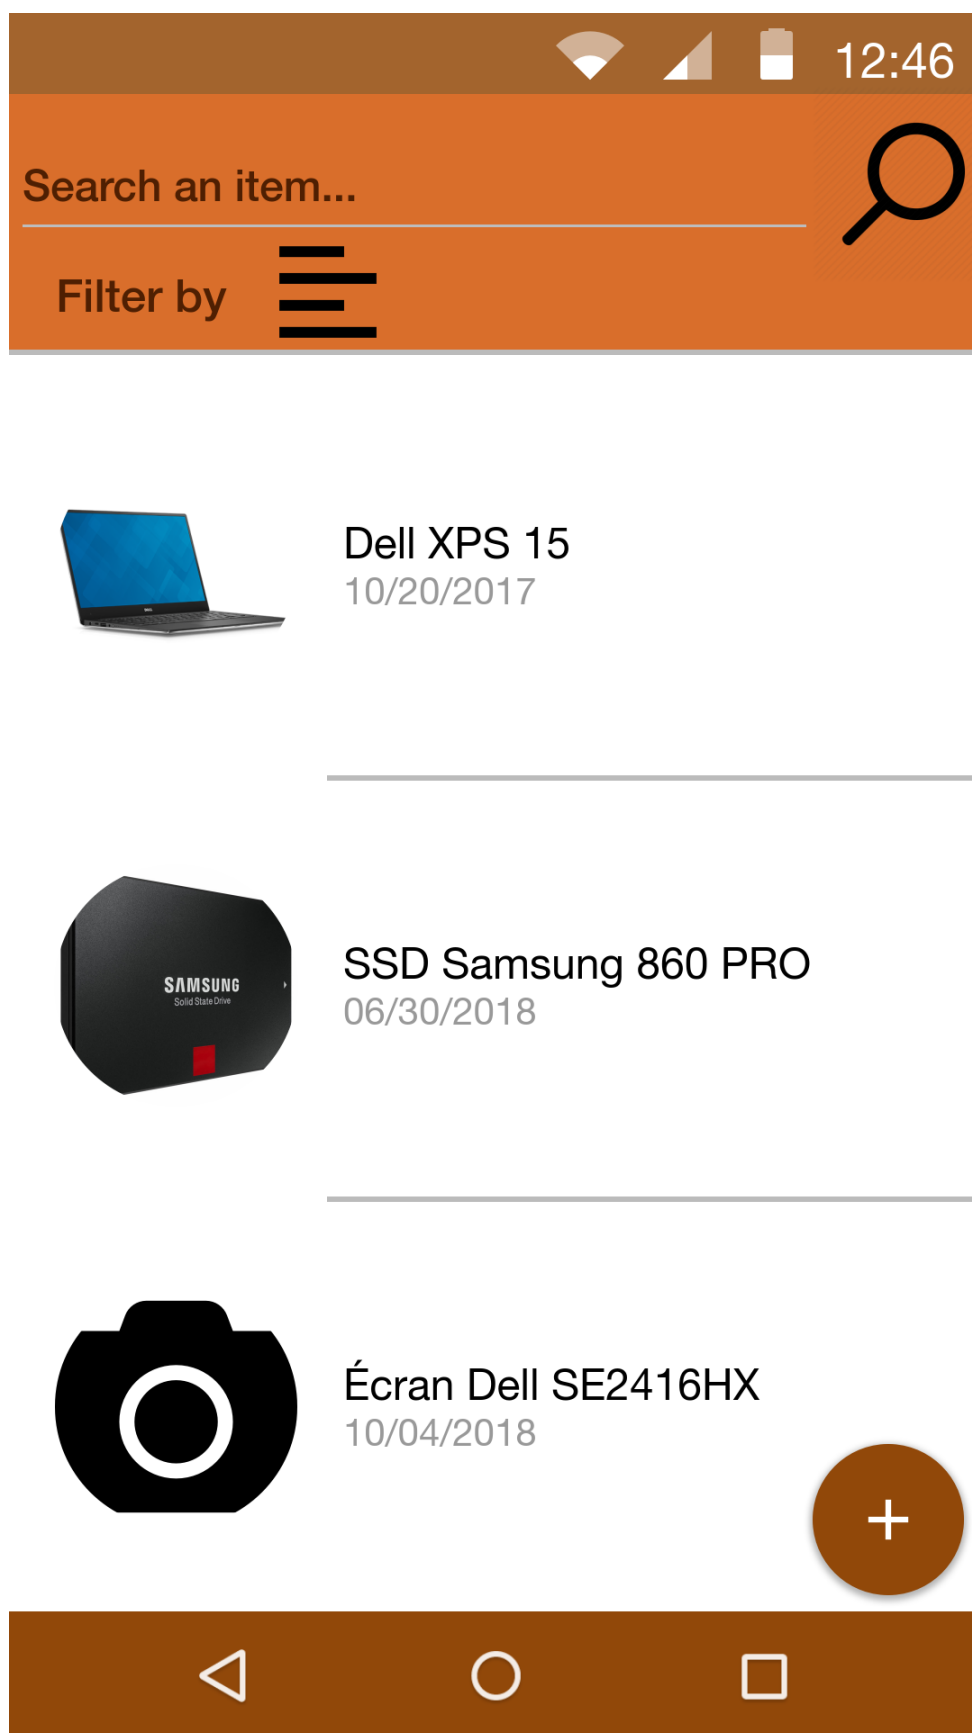 12:46
Search an item...
Filter by
Dell XPS 15
10/20/2017
SAMSUNG
Solid State Drive
SSD Samsung 860 PRO
06/30/2018
Écran Dell SE2416HX
10/04/2018
+